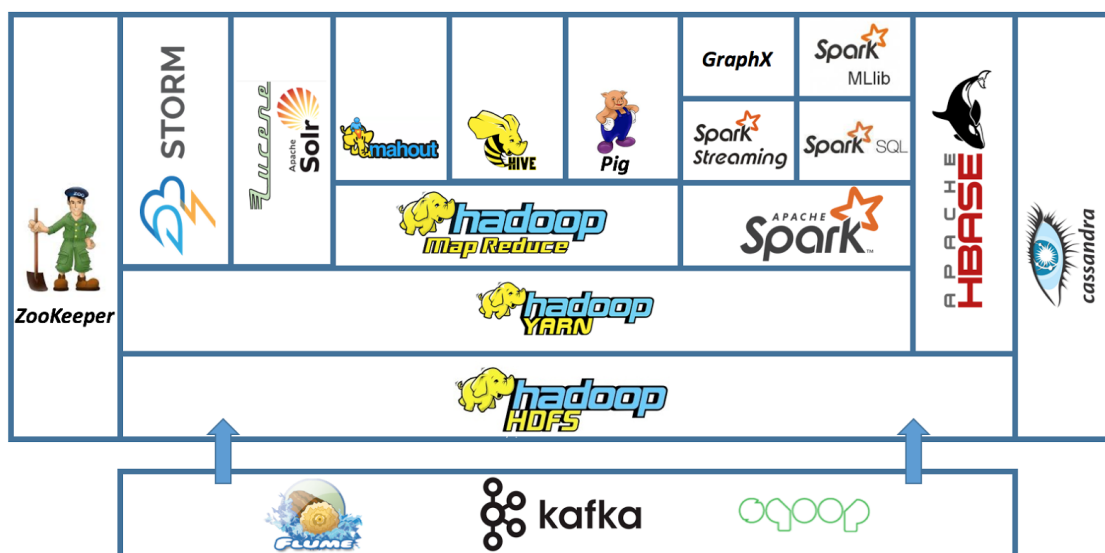 ZooKeeper
STORM
Lucene
Apache
Solr
mahout
HIVE
Pig
GraphX
Spark
MLlib
Spark
Streaming
Spark SQL
hadoop
Map Reduce
APACHE
Spark™
APACHE
HBASE
cassandra
hadoop
YARN
hadoop
HDFS
FLUME
kafka
sqoop